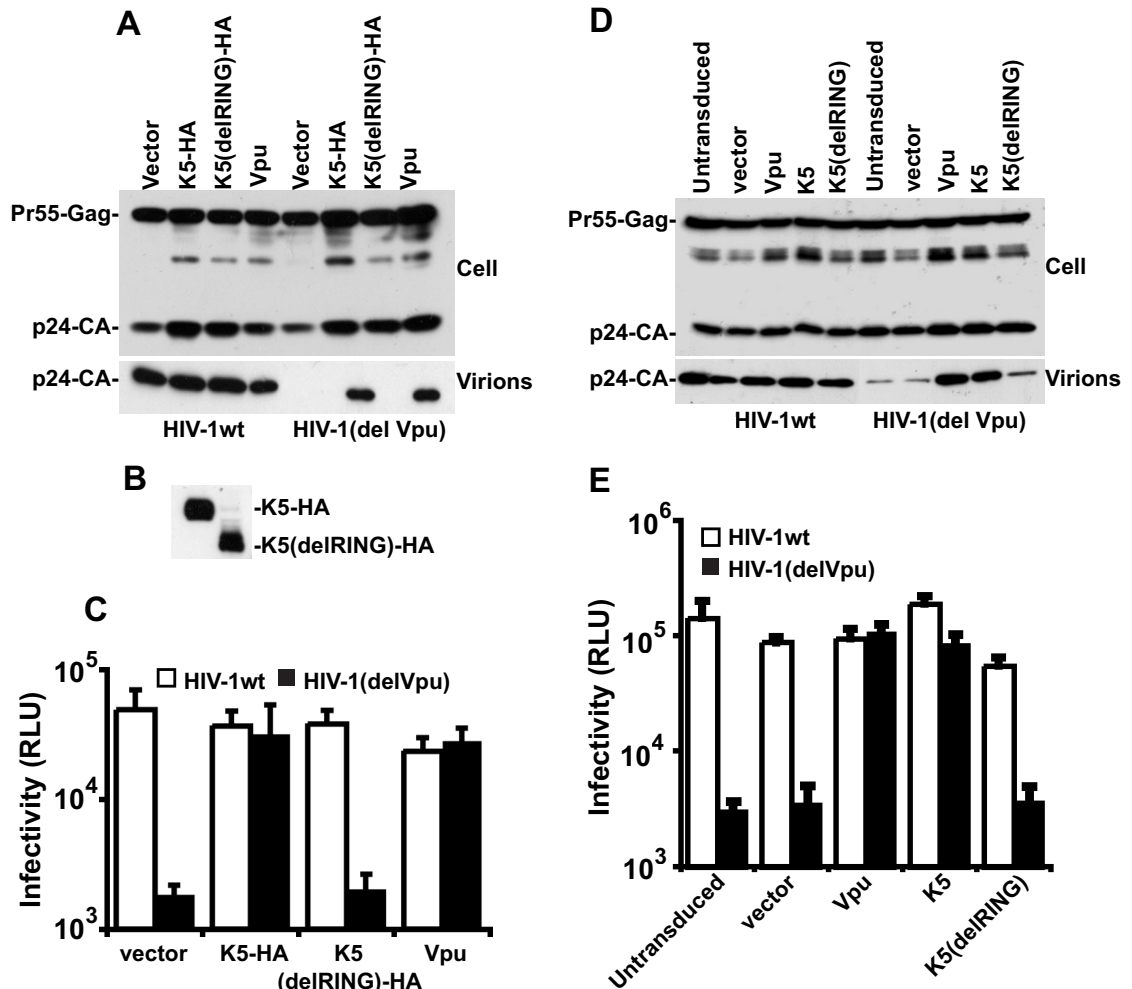 A
Vector
K5-HA
K5(delRING)-HA
Vpu
Vector
K5-HA
K5(delRING)-HA
Vpu
Pr55-Gag-
Cell
p24-CA-
p24-CA-
Virions
HIV-1wt
HIV-1(del Vpu)
B
-K5-HA
-K5(delRING)-HA
C
Infectivity (RLU)
10^5
10^4
10^3
HIV-1wt
HIV-1(delVpu)
vector
K5-HA
K5
(delRING)-HA
Vpu
D
Untransduced
vector
Vpu
K5
K5(delRING)
Untransduced
vector
Vpu
K5
K5(delRING)
Pr55-Gag-
Cell
p24-CA-
p24-CA-
Virions
HIV-1wt
HIV-1(del Vpu)
E
Infectivity (RLU)
10^6
10^5
10^4
10^3
HIV-1wt
HIV-1(delVpu)
Untransduced
vector
Vpu
K5
K5(delRING)